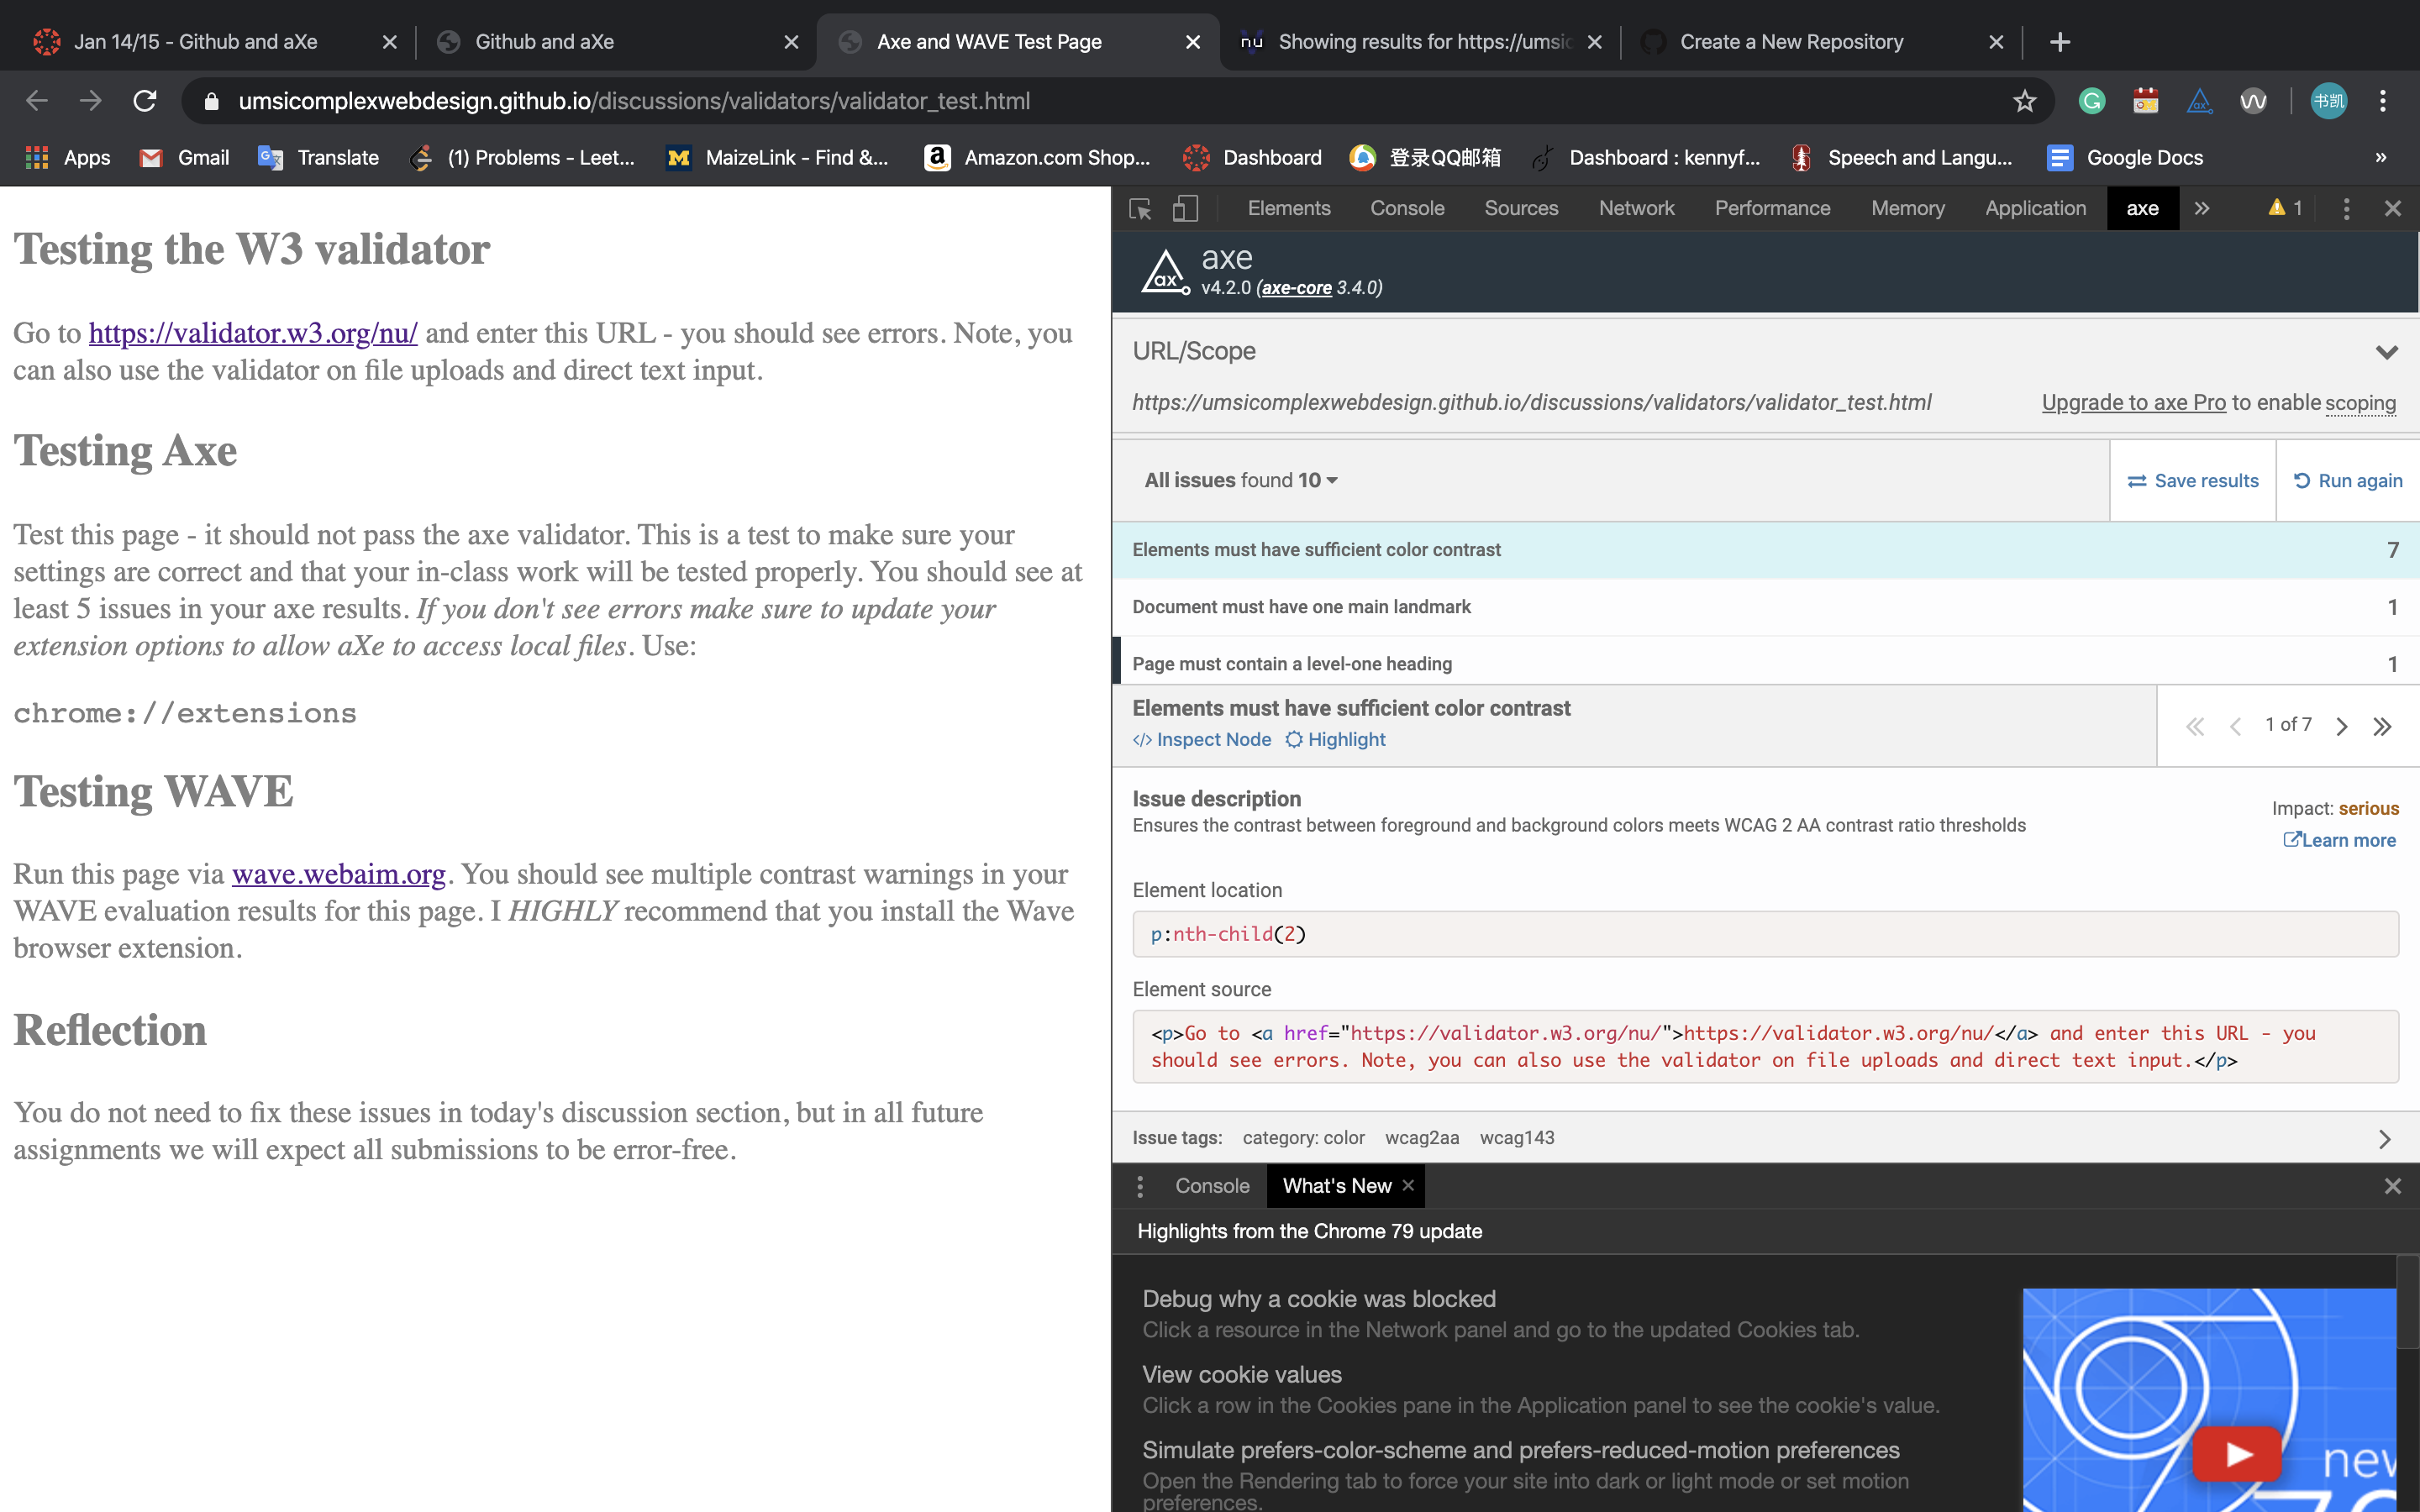 Jan 14/15 - Github and aXe
Github and aXe
Axe and WAVE Test Page
nu Showing results for https://umsic
Create a New Repository
umsicomplexwebdesign.github.io/discussions/validators/validator_test.html
书凯
Apps
Gmail
Translate
(1) Problems - Leet...
M MaizeLink - Find &...
a Amazon.com Shop...
Dashboard
登录QQ邮箱
Dashboard : kennyf...
Speech and Langu...
Google Docs
»
Testing the W3 validator
Go to https://validator.w3.org/nu/ and enter this URL - you should see errors. Note, you
can also use the validator on file uploads and direct text input.
Testing Axe
Test this page - it should not pass the axe validator. This is a test to make sure your
settings are correct and that your in-class work will be tested properly. You should see at
least 5 issues in your axe results. If you don't see errors make sure to update your
extension options to allow aXe to access local files. Use:
chrome://extensions
Testing WAVE
Run this page via wave.webaim.org. You should see multiple contrast warnings in your
WAVE evaluation results for this page. I HIGHLY recommend that you install the Wave
browser extension.
Reflection
You do not need to fix these issues in today's discussion section, but in all future
assignments we will expect all submissions to be error-free.
Elements Console Sources Network Performance Memory Application axe » 1
ax axe
v4.2.0 (axe-core 3.4.0)
URL/Scope
https://umsicomplexwebdesign.github.io/discussions/validators/validator_test.html
Upgrade to axe Pro to enable scoping
All issues found 10
Save results
Run again
Elements must have sufficient color contrast 7
Document must have one main landmark 1
Page must contain a level-one heading 1
Elements must have sufficient color contrast
</> Inspect Node Highlight
1 of 7
Issue description
Ensures the contrast between foreground and background colors meets WCAG 2 AA contrast ratio thresholds
Impact: serious
Learn more
Element location
p:nth-child(2)
Element source
<p>Go to <a href="https://validator.w3.org/nu/">https://validator.w3.org/nu/</a> and enter this URL - you
should see errors. Note, you can also use the validator on file uploads and direct text input.</p>
Issue tags: category: color wcag2aa wcag143
Console What's New
Highlights from the Chrome 79 update
Debug why a cookie was blocked
Click a resource in the Network panel and go to the updated Cookies tab.
View cookie values
Click a row in the Cookies pane in the Application panel to see the cookie's value.
Simulate prefers-color-scheme and prefers-reduced-motion preferences
Open the Rendering tab to force your site into dark or light mode or set motion
preferences.
new